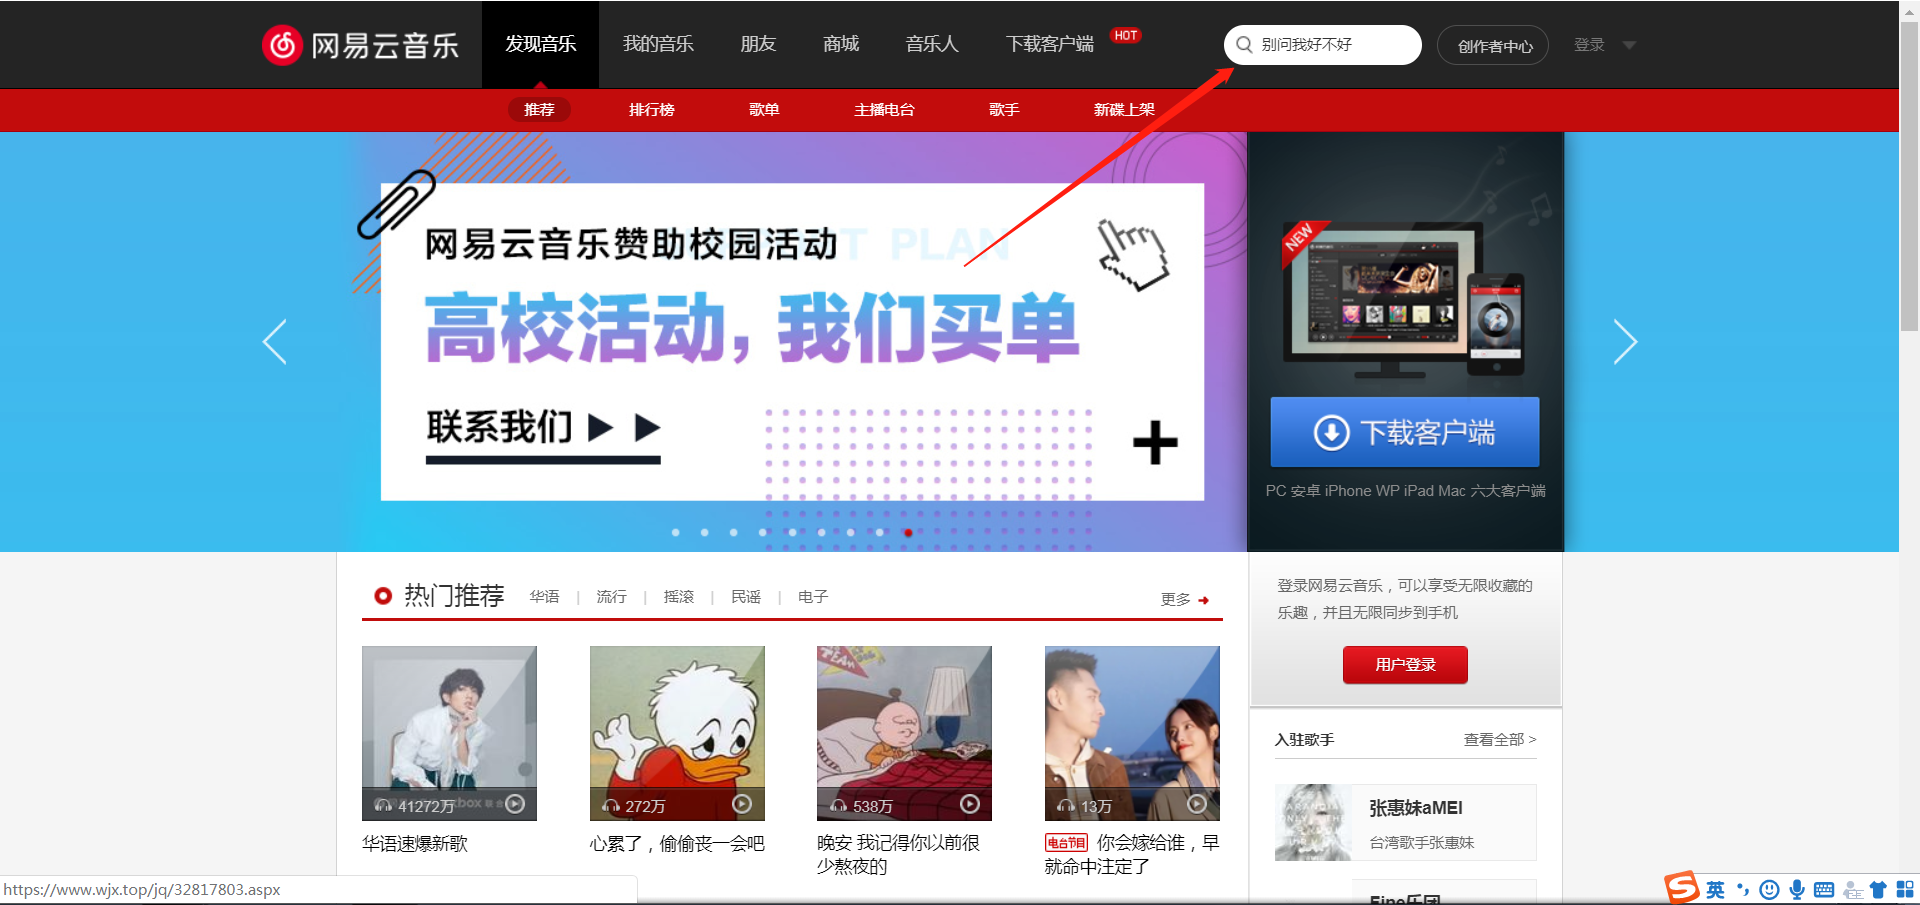 网易云音乐
发现音乐
我的音乐
朋友
商城
音乐人
下载客户端
HOT
别问我好不好
创作者中心
登录
推荐
排行榜
歌单
主播电台
歌手
新碟上架
网易云音乐赞助校园活动
PLAN
高校活动，我们买单
联系我们
NEW
下载客户端
PC 安卓 iPhone WP iPad Mac 六大客户端
热门推荐
华语
流行
摇滚
民谣
电子
更多
登录网易云音乐，可以享受无限收藏的
乐趣，并且无限同步到手机
用户登录
41272万
272万
TEAM
538万
13万
华语速爆新歌
心累了，偷偷丧一会吧
晚安 我记得你以前很
少熬夜的
电台节目 你会嫁给谁，早
就命中注定了
入驻歌手
查看全部 >
张惠妹aMEI
台湾歌手张惠妹
Fine乐团
https://www.wjx.top/jq/32817803.aspx
英